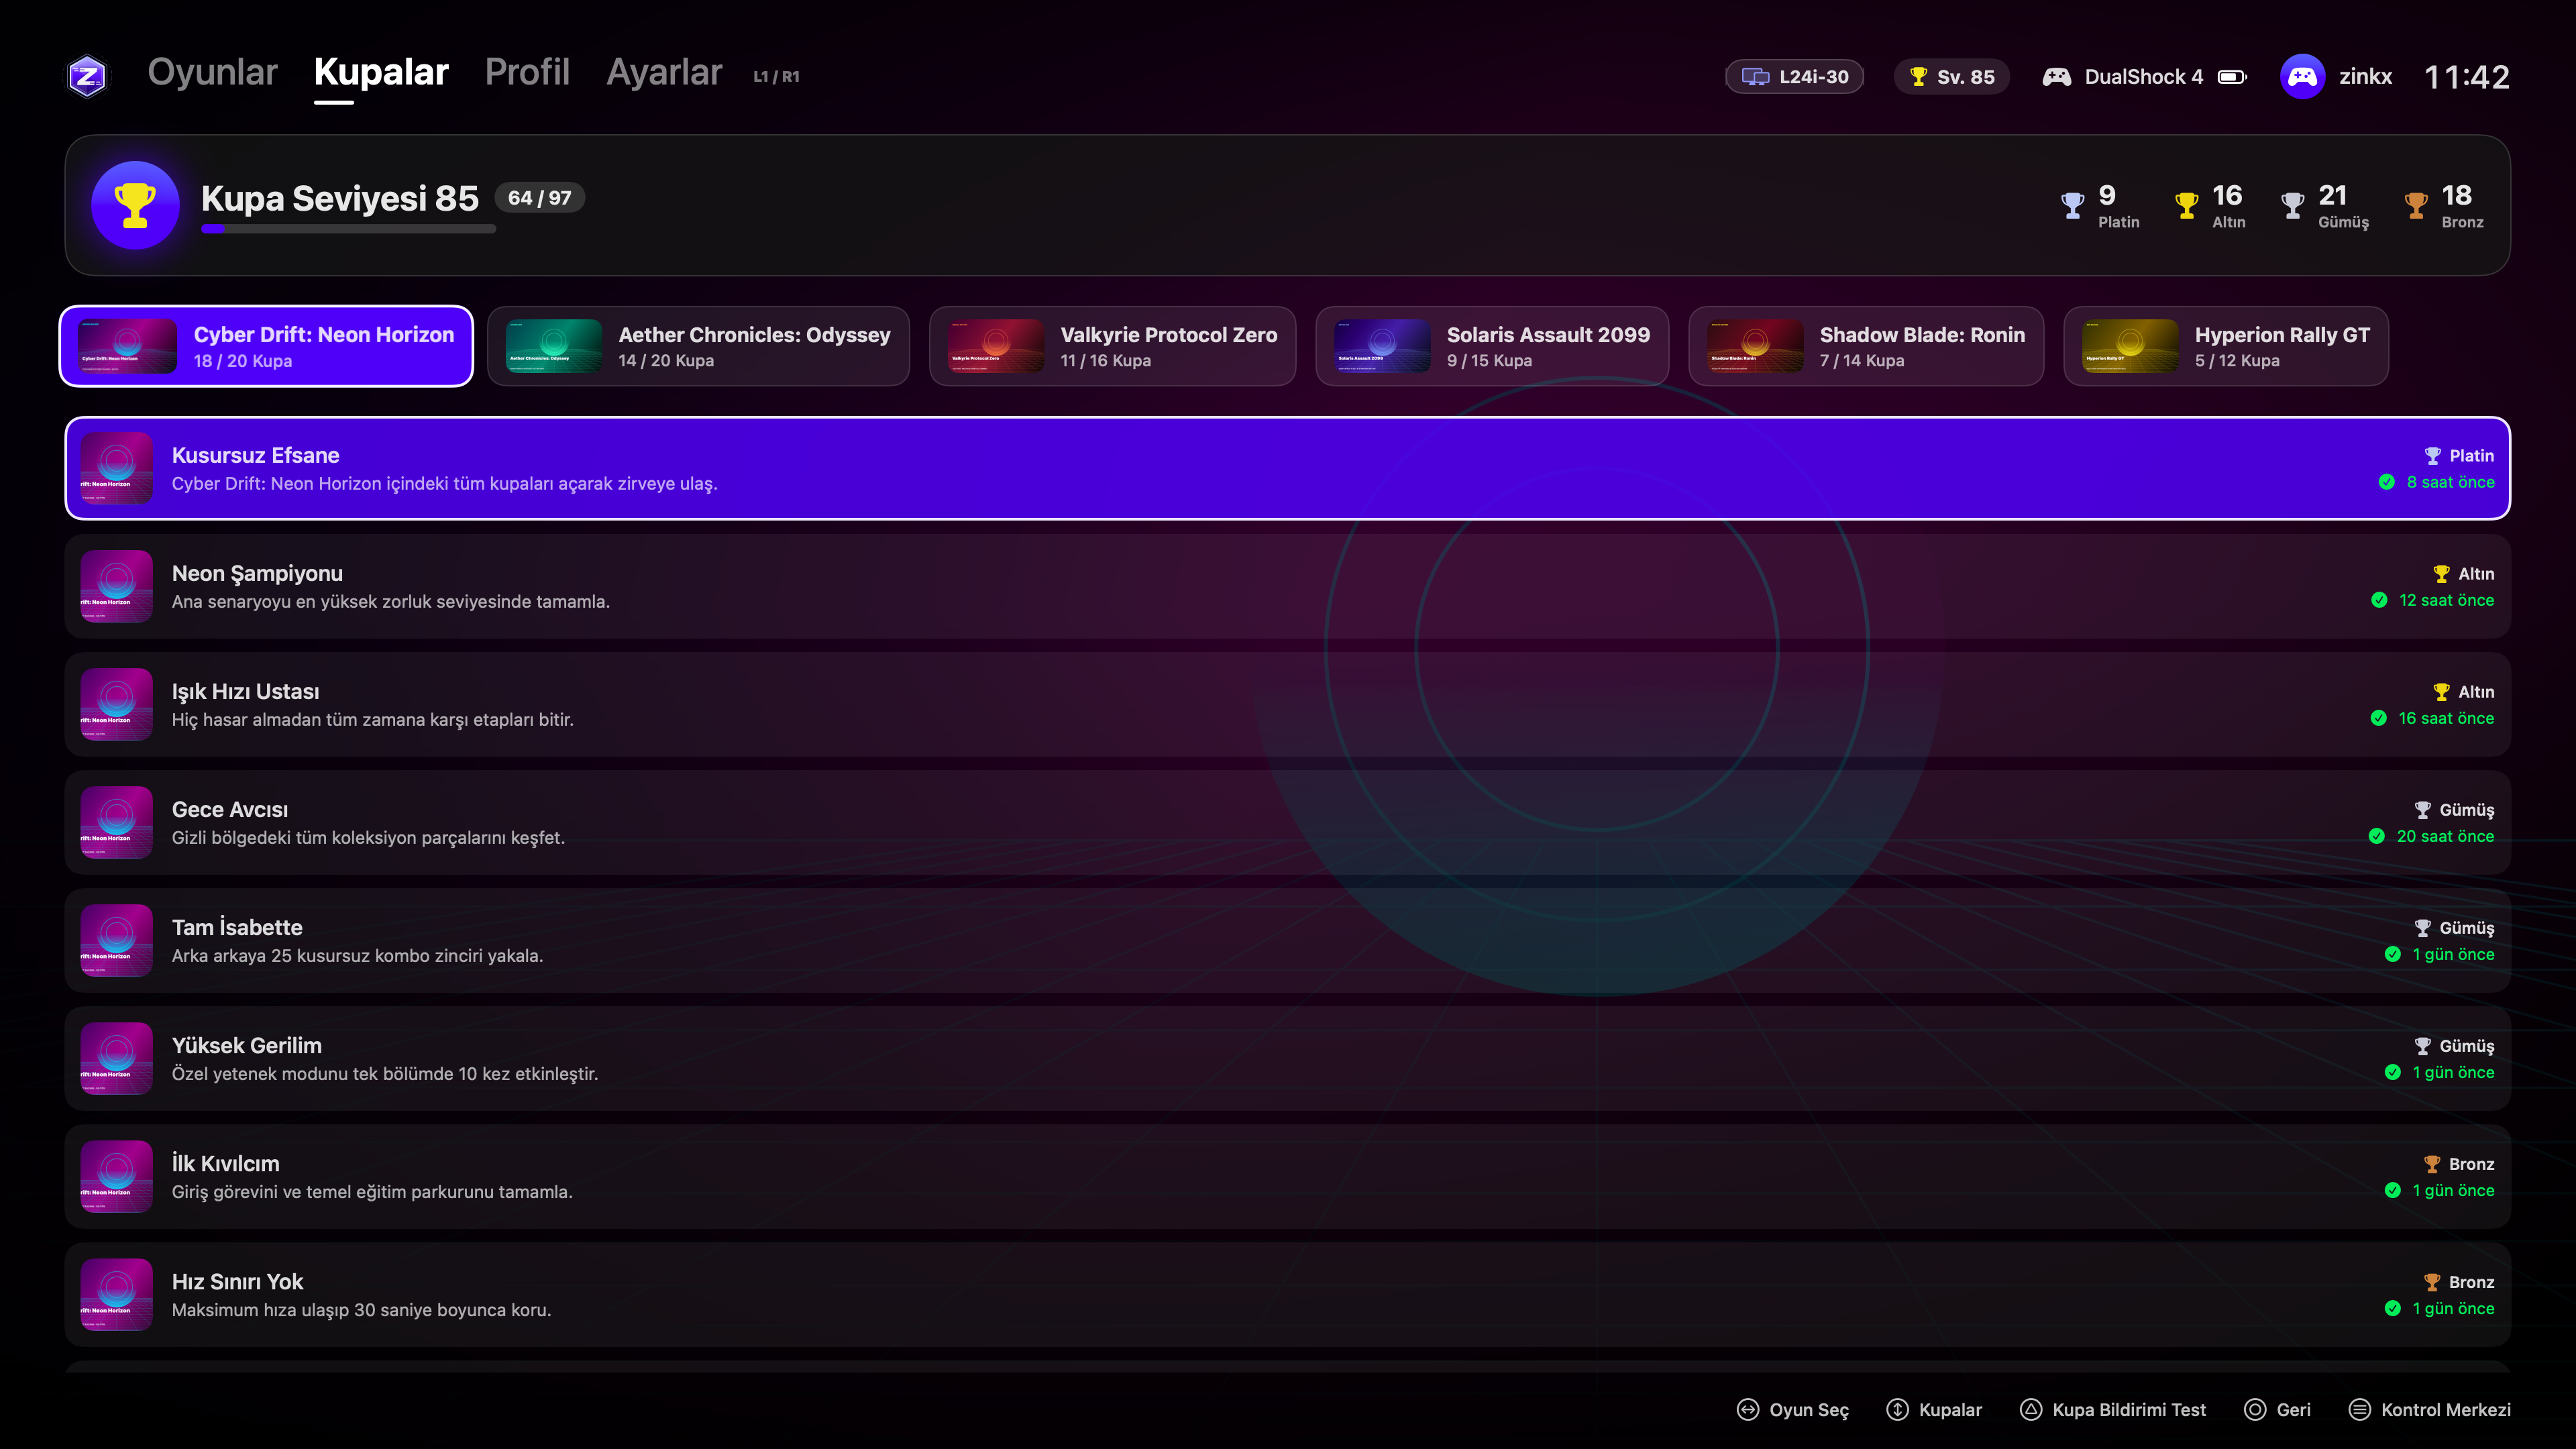 Oyunlar Kupalar Profil Ayarlar L1 / R1
L24i-30 Sv. 85 DualShock 4 zinkx 11:42
Kupa Seviyesi 85 64 / 97
9 Platin
16 Altın
21 Gümüş
18 Bronz
Cyber Drift: Neon Horizon
18 / 20 Kupa
Aether Chronicles: Odyssey
14 / 20 Kupa
Valkyrie Protocol Zero
11 / 16 Kupa
Solaris Assault 2099
9 / 15 Kupa
Shadow Blade: Ronin
7 / 14 Kupa
Hyperion Rally GT
5 / 12 Kupa
Kusursuz Efsane
Cyber Drift: Neon Horizon içindeki tüm kupaları açarak zirveye ulaş.
Platin
8 saat önce
Neon Şampiyonu
Ana senaryoyu en yüksek zorluk seviyesinde tamamla.
Altın
12 saat önce
Işık Hızı Ustası
Hiç hasar almadan tüm zamana karşı etapları bitir.
Altın
16 saat önce
Gece Avcısı
Gizli bölgedeki tüm koleksiyon parçalarını keşfet.
Gümüş
20 saat önce
Tam İsabette
Arka arkaya 25 kusursuz kombo zinciri yakala.
Gümüş
1 gün önce
Yüksek Gerilim
Özel yetenek modunu tek bölümde 10 kez etkinleştir.
Gümüş
1 gün önce
İlk Kıvılcım
Giriş görevini ve temel eğitim parkurunu tamamla.
Bronz
1 gün önce
Hız Sınırı Yok
Maksimum hıza ulaşıp 30 saniye boyunca koru.
Bronz
1 gün önce
Oyun Seç Kupalar Kupa Bildirimi Test Geri Kontrol Merkezi